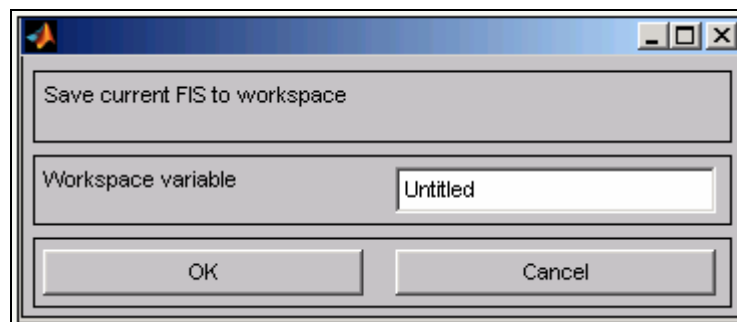 Save current FIS to workspace
Workspace variable
Untitled
OK
Cancel